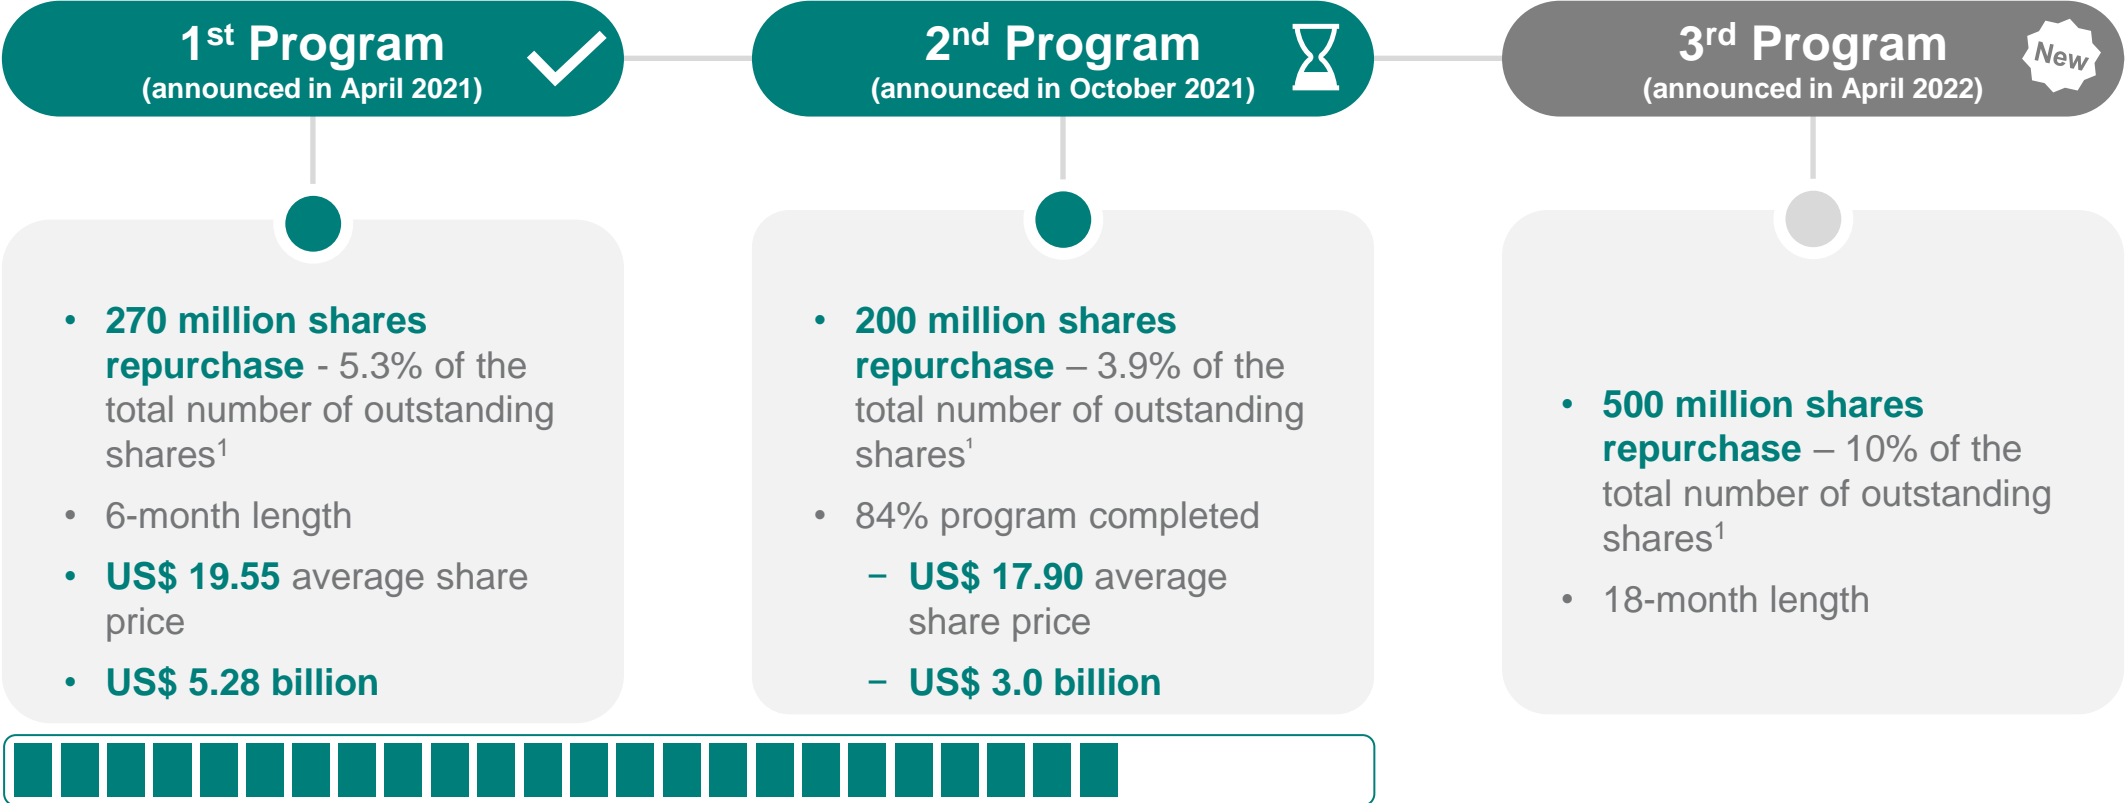 1st Program
(announced in April 2021)
2nd Program
(announced in October 2021)
3rd Program
(announced in April 2022)
New
• 270 million shares
repurchase - 5.3% of the
total number of outstanding
shares¹
• 6-month length
• US$ 19.55 average share
price
• US$ 5.28 billion
• 200 million shares
repurchase – 3.9% of the
total number of outstanding
shares¹
• 84% program completed
– US$ 17.90 average
share price
– US$ 3.0 billion
• 500 million shares
repurchase – 10% of the
total number of outstanding
shares¹
• 18-month length